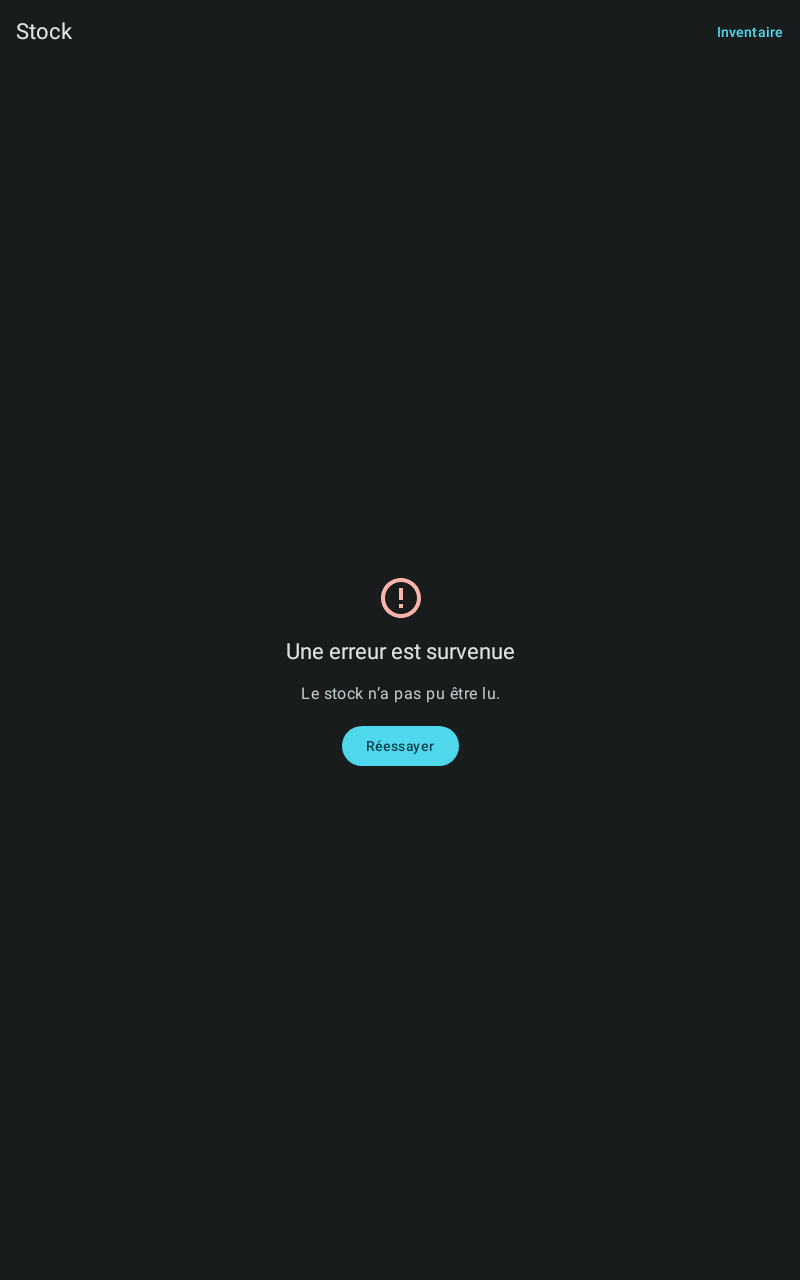 Stock
Inventaire
Une erreur est survenue
Le stock n’a pas pu être lu.
Réessayer